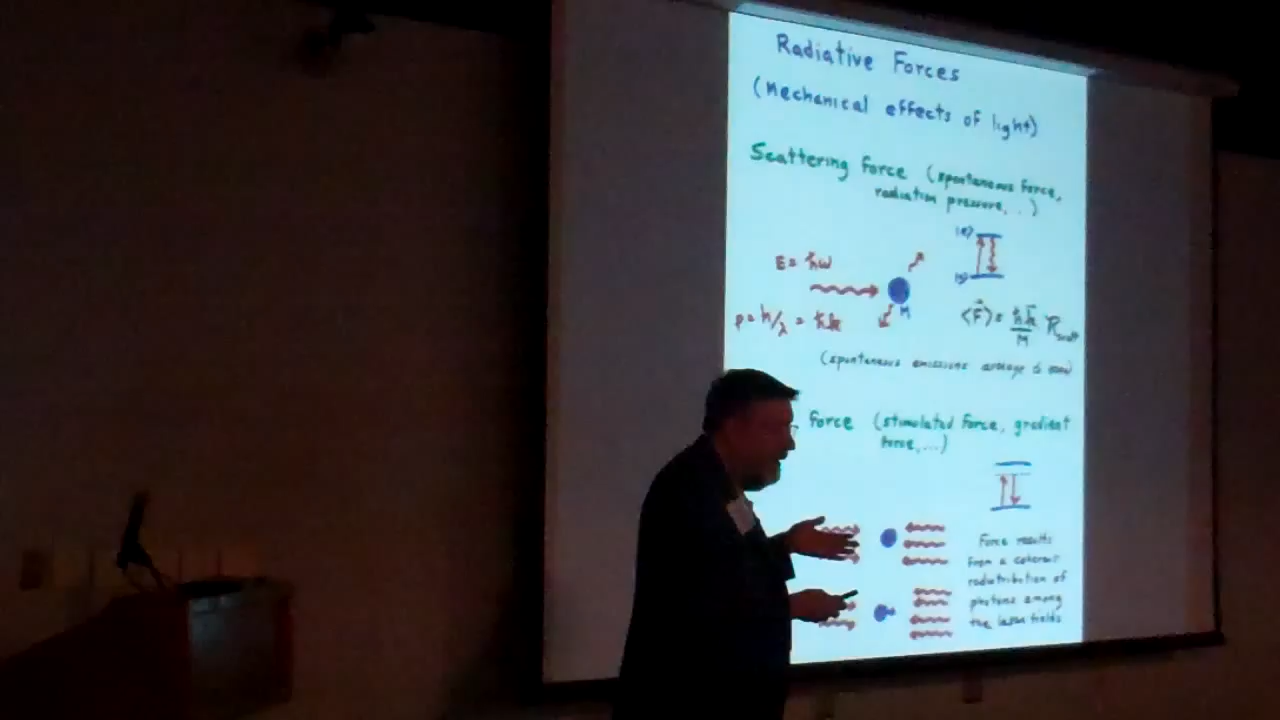 Radiative Forces
(mechanical effects of light)
Scattering force (spontaneous force,
radiation pressure,...)
|e⟩
E = ħω
|g⟩
M
p = h/λ = ħk
⟨F⃗⟩ = ħk⃗/M R_scatt
(spontaneous emissions average to zero)
force (stimulated force, gradient
force,...)
Force results
from a coherent
redistribution of
photons among
the laser fields